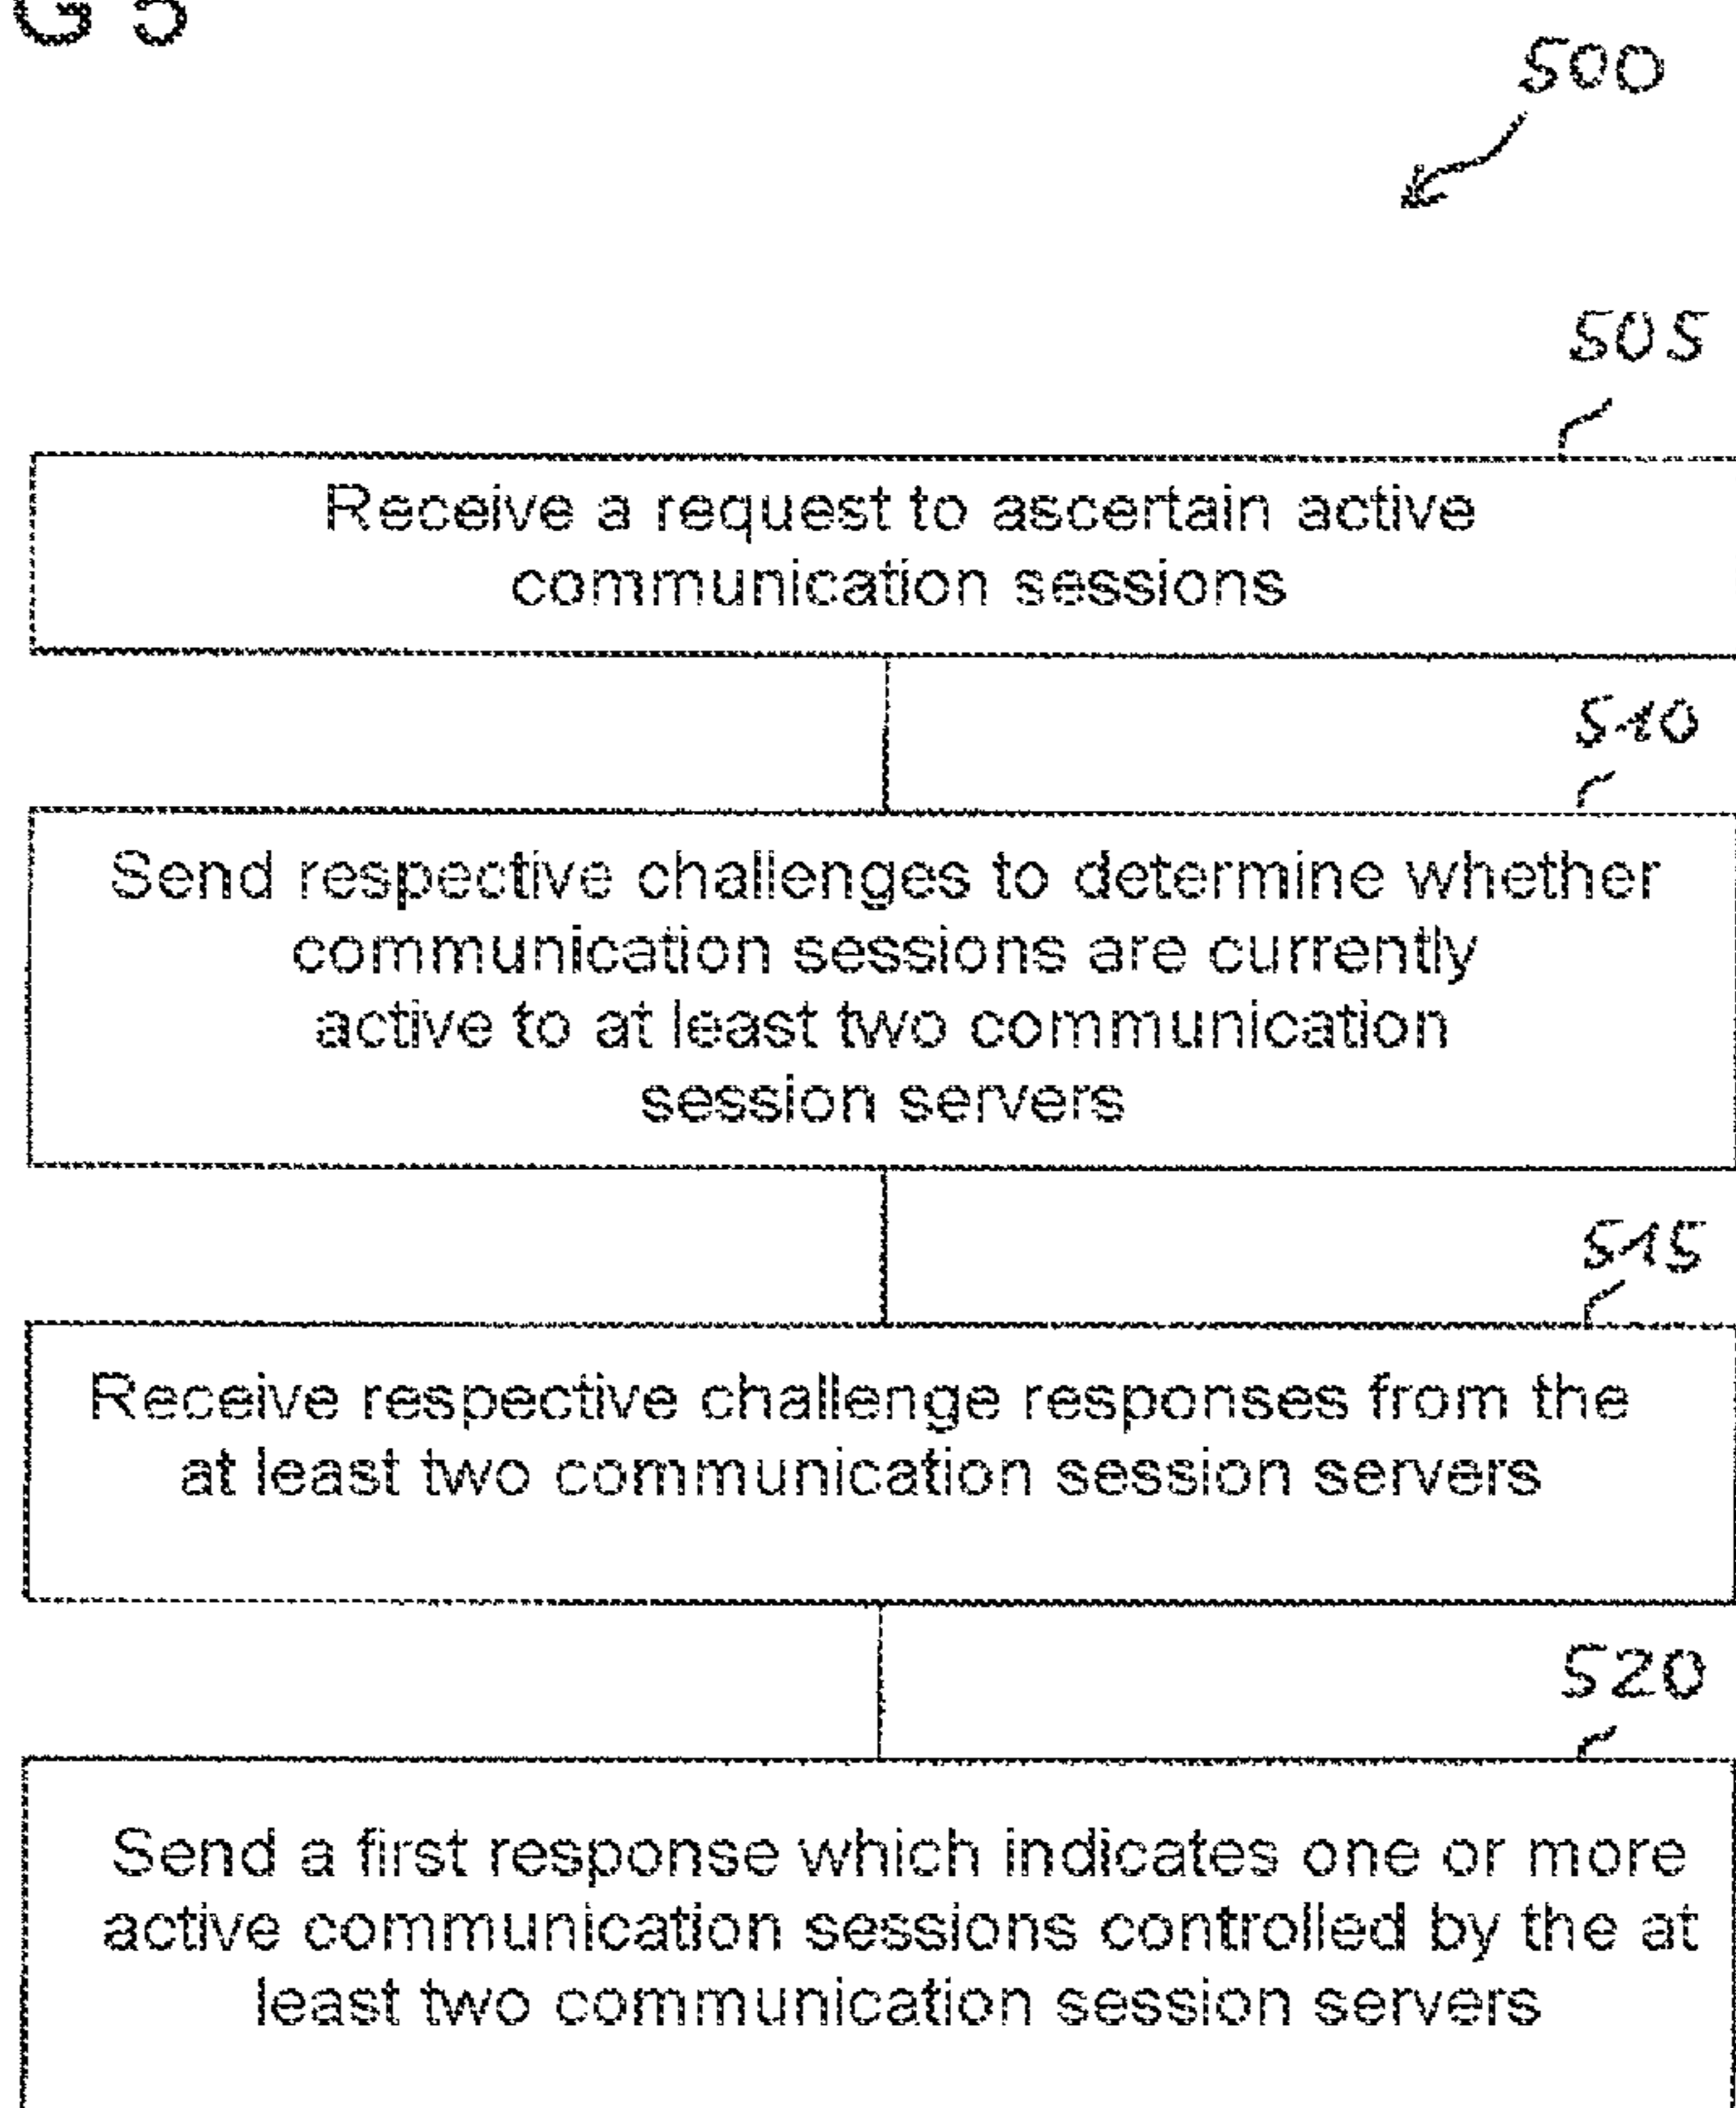 G 5
500
505
Receive a request to ascertain active
communication sessions
510
Send respective challenges to determine whether
communication sessions are currently
active to at least two communication
session servers
515
Receive respective challenge responses from the
at least two communication session servers
520
Send a first response which indicates one or more
active communication sessions controlled by the at
least two communication session servers